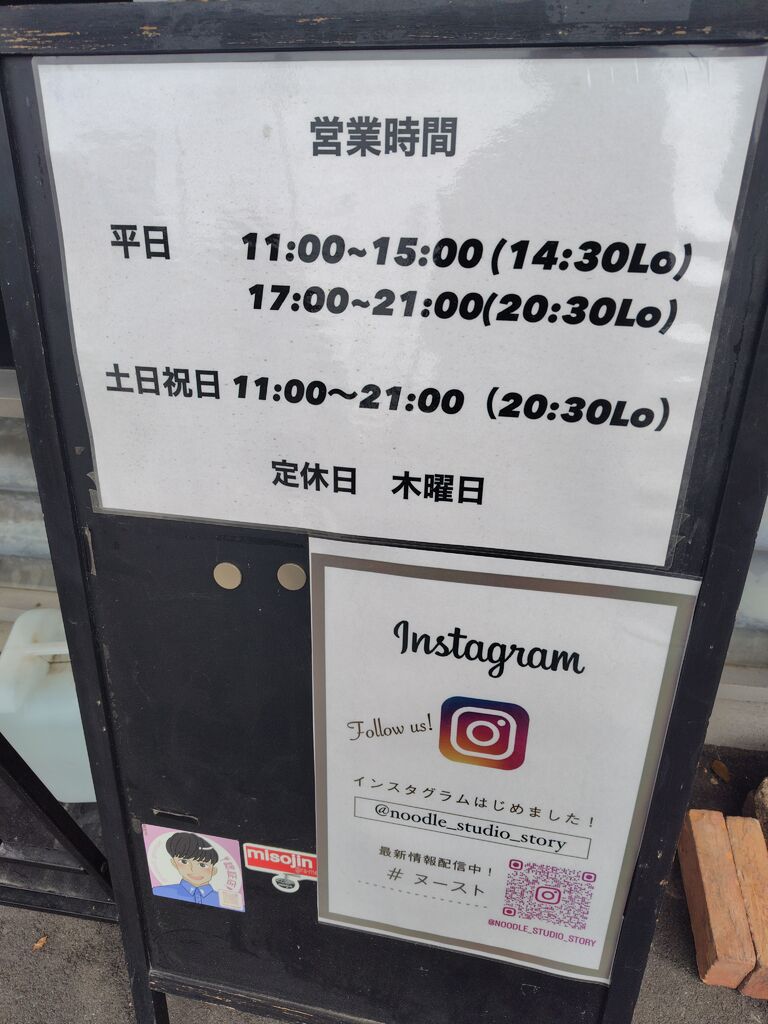 営業時間
平日 11:00~15:00 (14:30Lo)
17:00~21:00(20:30Lo)
土日祝日 11:00〜21:00 (20:30Lo)
定休日 木曜日
Instagram
Follow us!
インスタグラムはじめました!
@noodle_studio_story
最新情報配信中!
# ヌースト
@NOODLE_STUDIO_STORY
misojin